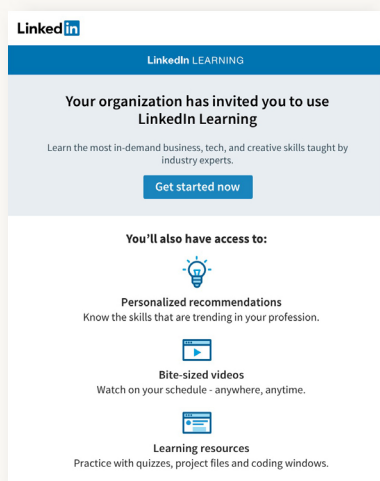 Linked in
LinkedIn LEARNING
Your organization has invited you to use
LinkedIn Learning
Learn the most in-demand business, tech, and creative skills taught by
industry experts.
Get started now
You'll also have access to:
Personalized recommendations
Know the skills that are trending in your profession.
Bite-sized videos
Watch on your schedule - anywhere, anytime.
Learning resources
Practice with quizzes, project files and coding windows.